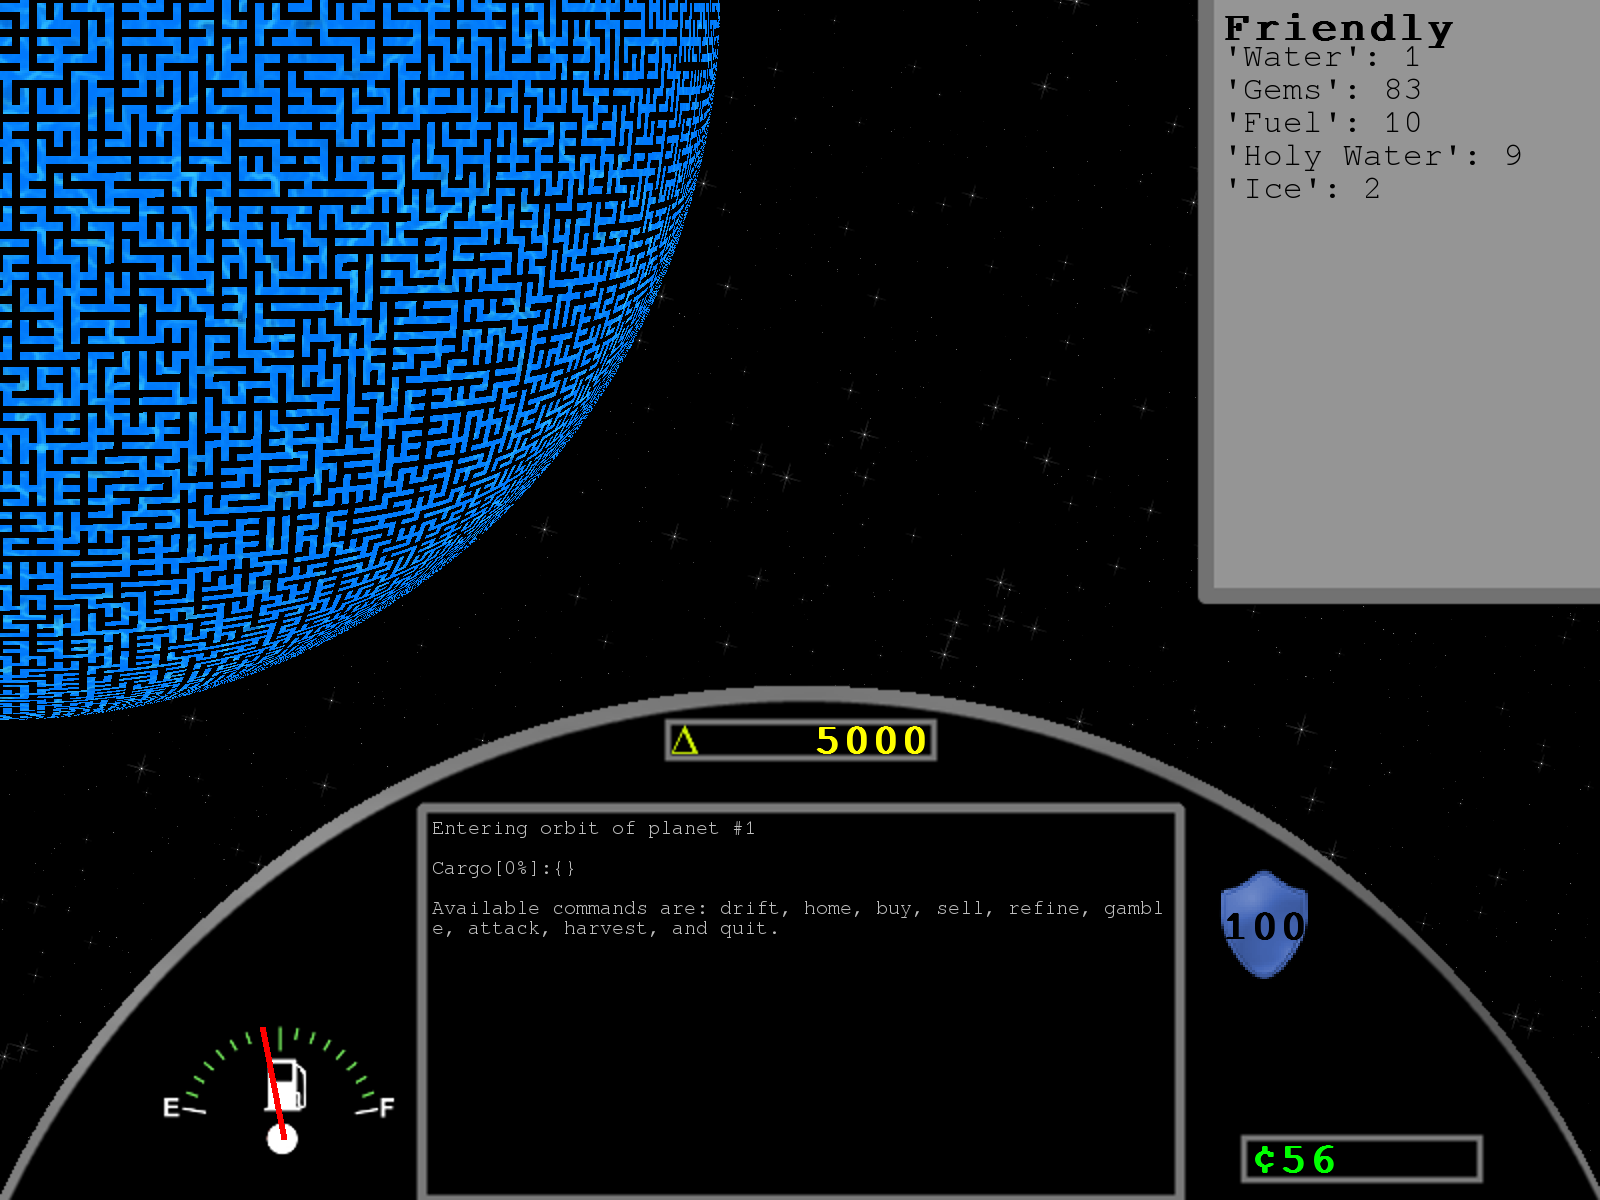 Friendly
'Water': 1
'Gems': 83
'Fuel': 10
'Holy Water': 9
'Ice': 2
Δ 5000
Entering orbit of planet #1
Cargo[0%]:{}
Available commands are: drift, home, buy, sell, refine, gambl
e, attack, harvest, and quit.
100
E F
¢56